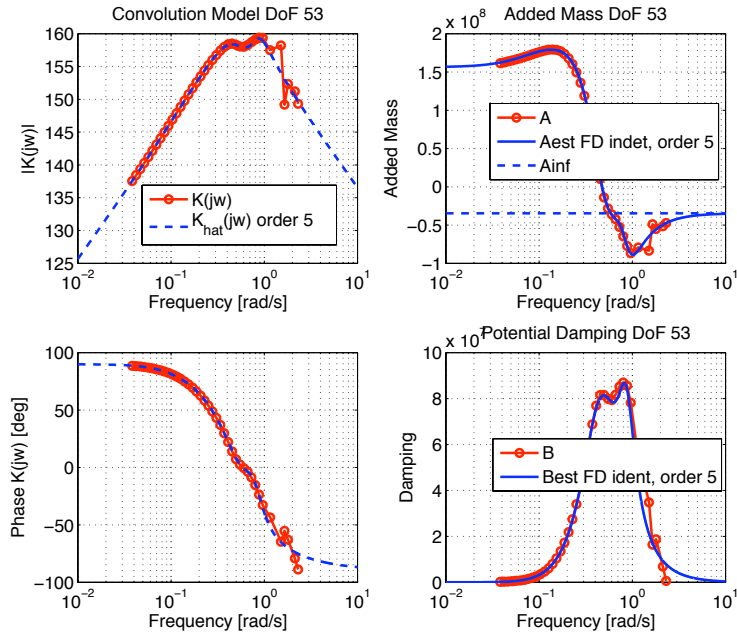 Convolution Model DoF 53
160
155
150
145
140
135
130
125
|K(jw)|
K(jw)
K_hat(jw) order 5
10^-2
10^-1
10^0
10^1
Frequency [rad/s]
Added Mass DoF 53
x 10^8
2
1.5
1
0.5
0
−0.5
−1
Added Mass
A
Aest FD indet, order 5
Ainf
10^-2
10^-1
10^0
10^1
Frequency [rad/s]
100
50
0
−50
−100
Phase K(jw) [deg]
10^-2
10^-1
10^0
10^1
Frequency [rad/s]
x 10^7
Potential Damping DoF 53
10
8
6
4
2
0
Damping
B
Best FD ident, order 5
10^-2
10^-1
10^0
10^1
Frequency [rad/s]